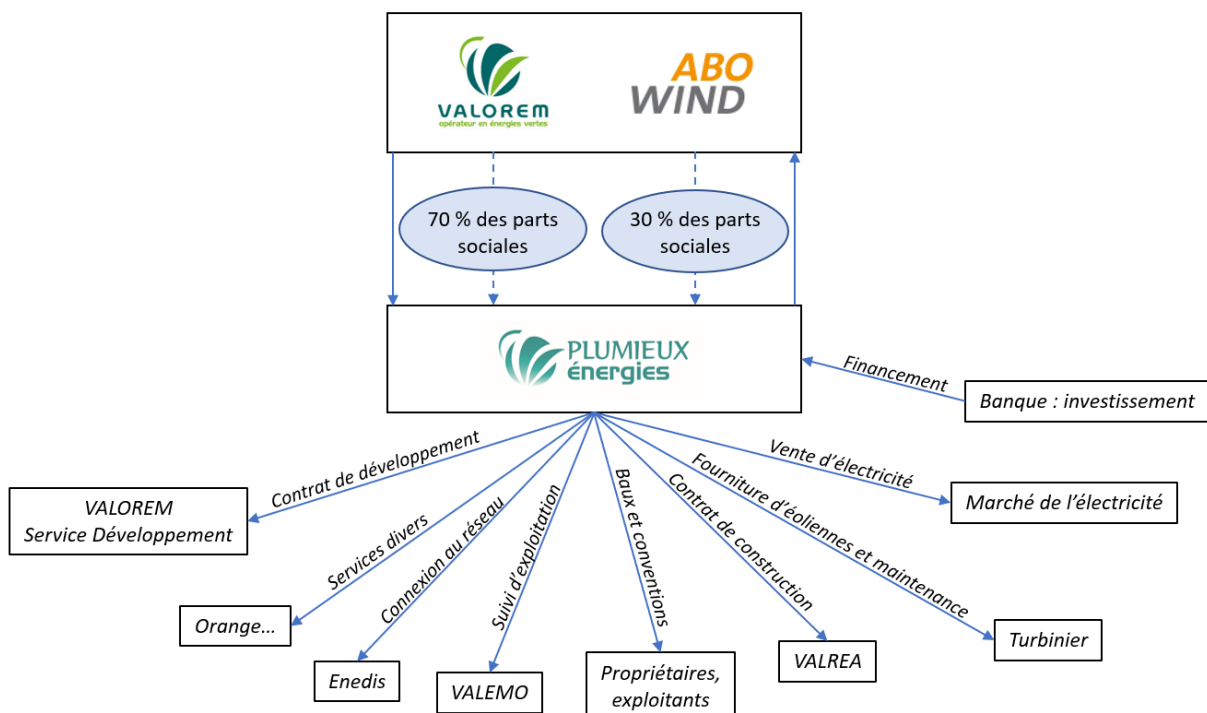 VALOREM
opérateur en énergies vertes
ABO
WIND
70 % des parts
sociales
30 % des parts
sociales
PLUMIEUX
énergies
Financement
Banque : investissement
Contrat de développement
VALOREM
Service Développement
Services divers
Orange...
Connexion au réseau
Enedis
Suivi d'exploitation
VALEMO
Baux et conventions
Propriétaires,
exploitants
Contrat de construction
VALREA
Fourniture d'éoliennes et maintenance
Turbinier
Vente d'électricité
Marché de l'électricité